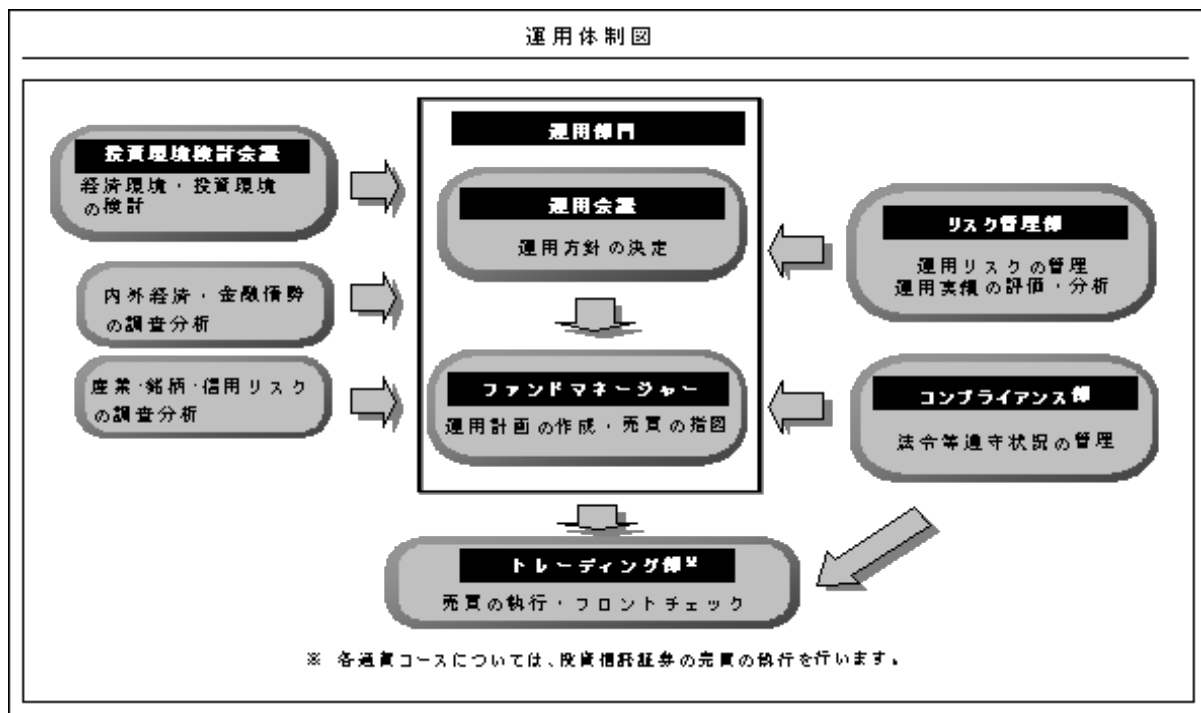 運用体制図
投資環境検討会議
経済環境・投資環境
の検討
内外経済・金融情勢
の調査分析
産業・銘柄・信用リスク
の調査分析
運用部門
運用会議
運用方針の決定
ファンドマネージャー
運用計画の作成・売買の指図
リスク管理部
運用リスクの管理
運用実績の評価・分析
コンプライアンス部
法令等遵守状況の管理
トレーディング部※
売買の執行・フロントチェック
※ 各通貨コースについては、投資信託証券の売買の執行を行います。